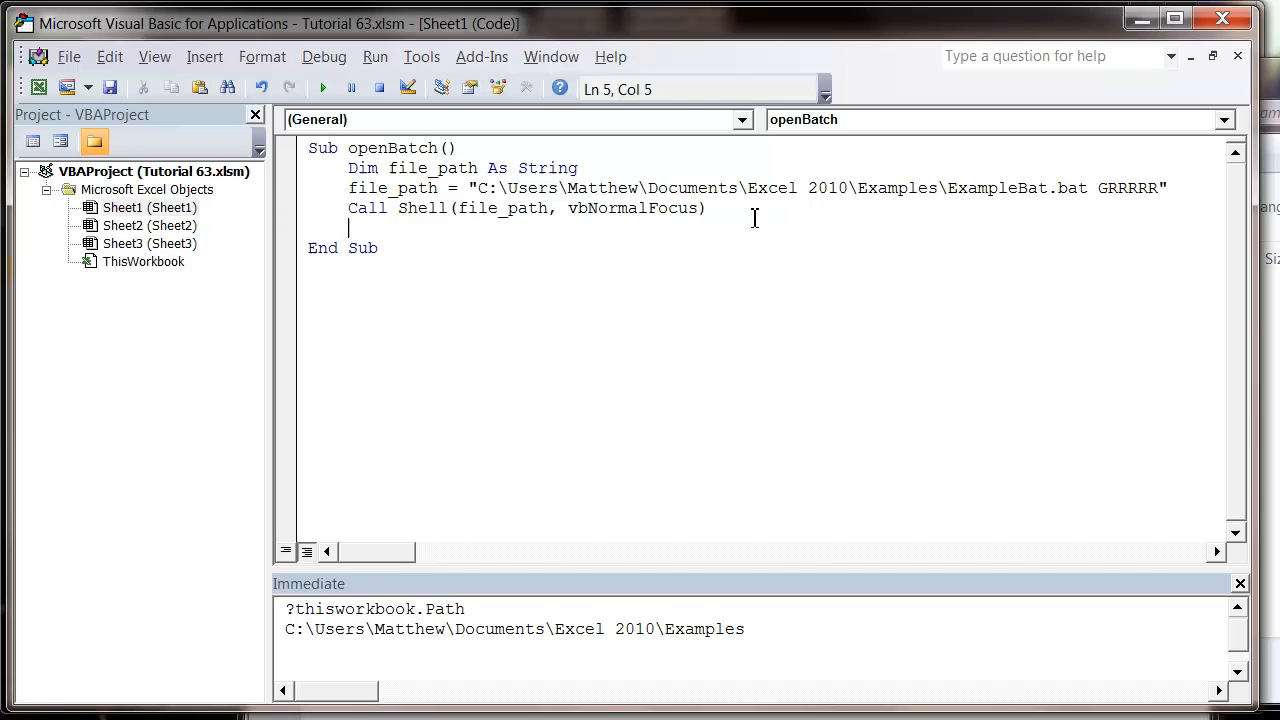 Microsoft Visual Basic for Applications - Tutorial 63.xlsm - [Sheet1 (Code)]
File Edit View Insert Format Debug Run Tools Add-Ins Window Help Type a question for help
Ln 5, Col 5
Project - VBAProject
(General) openBatch
VBAProject (Tutorial 63.xlsm)
Microsoft Excel Objects
Sheet1 (Sheet1)
Sheet2 (Sheet2)
Sheet3 (Sheet3)
ThisWorkbook
Sub openBatch()
Dim file_path As String
file_path = "C:\Users\Matthew\Documents\Excel 2010\Examples\ExampleBat.bat GRRRRR"
Call Shell(file_path, vbNormalFocus)
End Sub
Immediate
?thisworkbook.Path
C:\Users\Matthew\Documents\Excel 2010\Examples